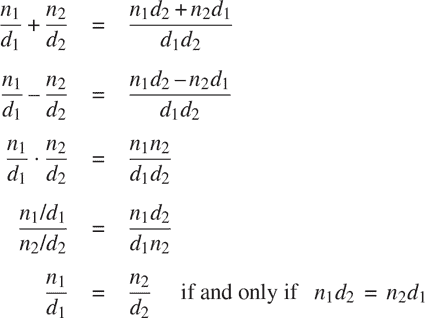 n₁/d₁ + n₂/d₂ = (n₁d₂ + n₂d₁)/(d₁d₂)
n₁/d₁ − n₂/d₂ = (n₁d₂ − n₂d₁)/(d₁d₂)
n₁/d₁ · n₂/d₂ = (n₁n₂)/(d₁d₂)
(n₁/d₁)/(n₂/d₂) = (n₁d₂)/(d₁n₂)
n₁/d₁ = n₂/d₂ if and only if n₁d₂ = n₂d₁